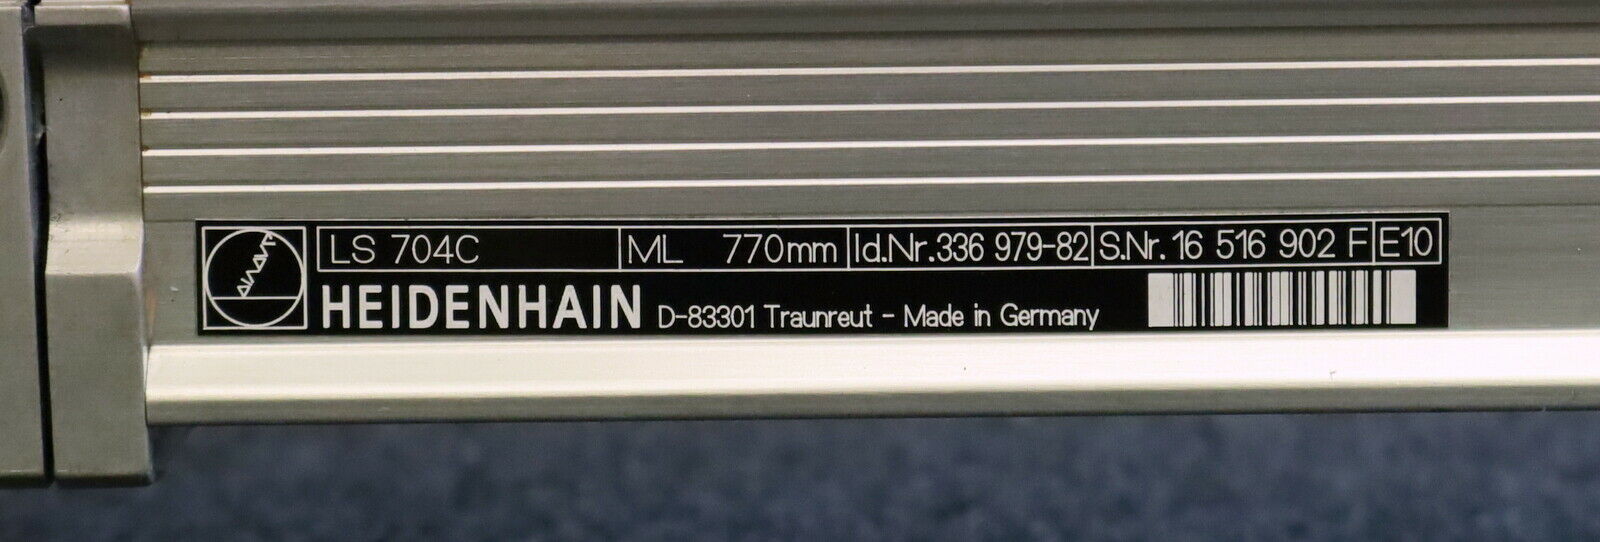 LS 704C ML 770mm Id.Nr.336 979-82 S.Nr. 16 516 902 F E10
HEIDENHAIN D-83301 Traunreut - Made in Germany